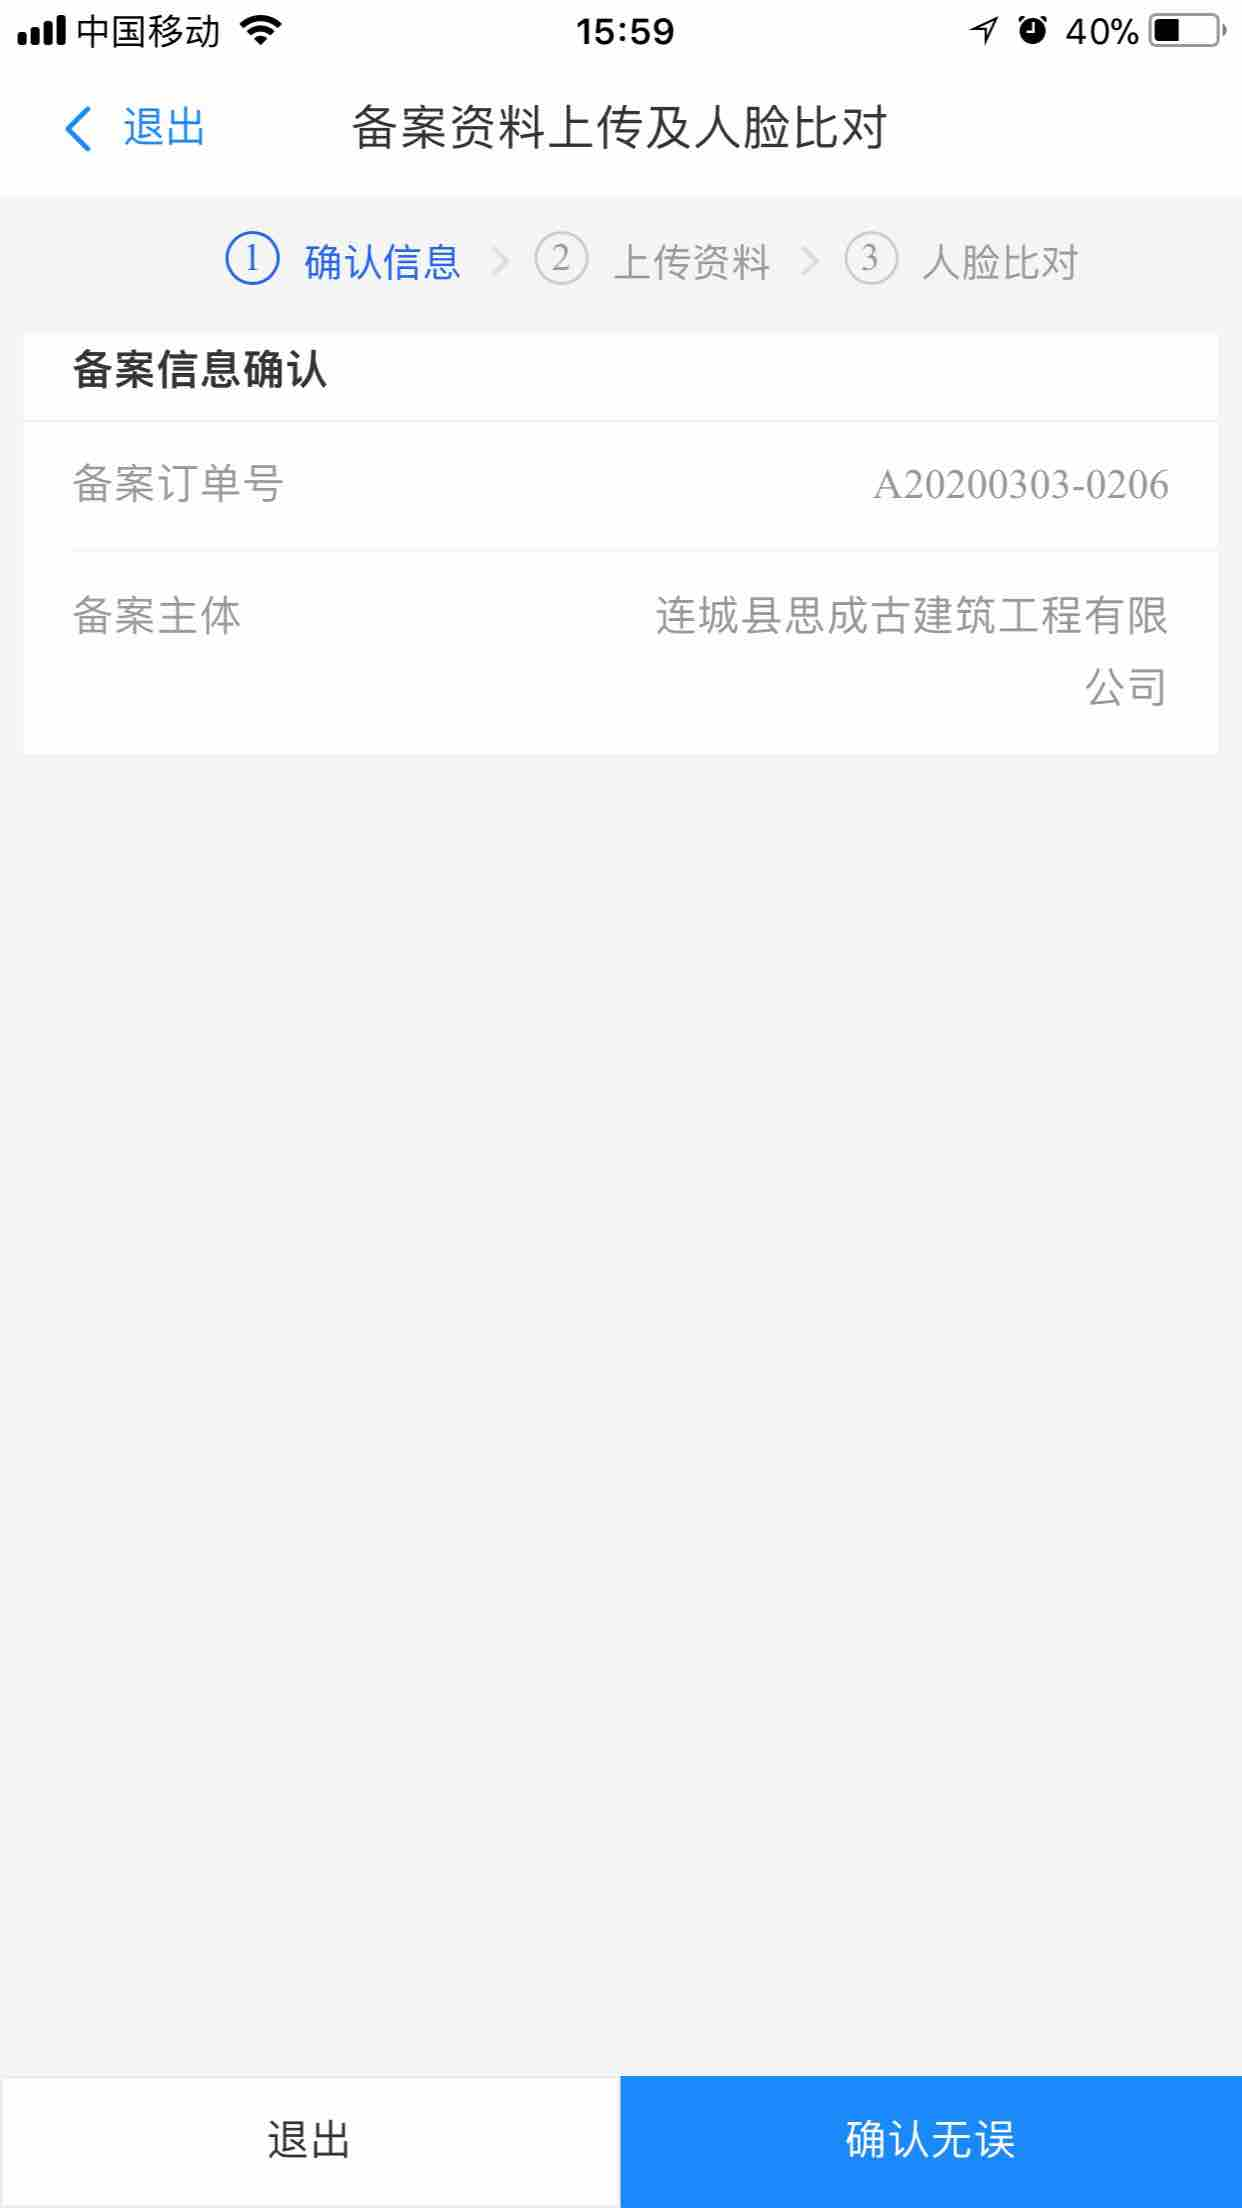 中国移动 15:59 40%
退出 备案资料上传及人脸比对
1 确认信息 2 上传资料 3 人脸比对
备案信息确认
备案订单号 A20200303-0206
备案主体 连城县思成古建筑工程有限
公司
退出 确认无误